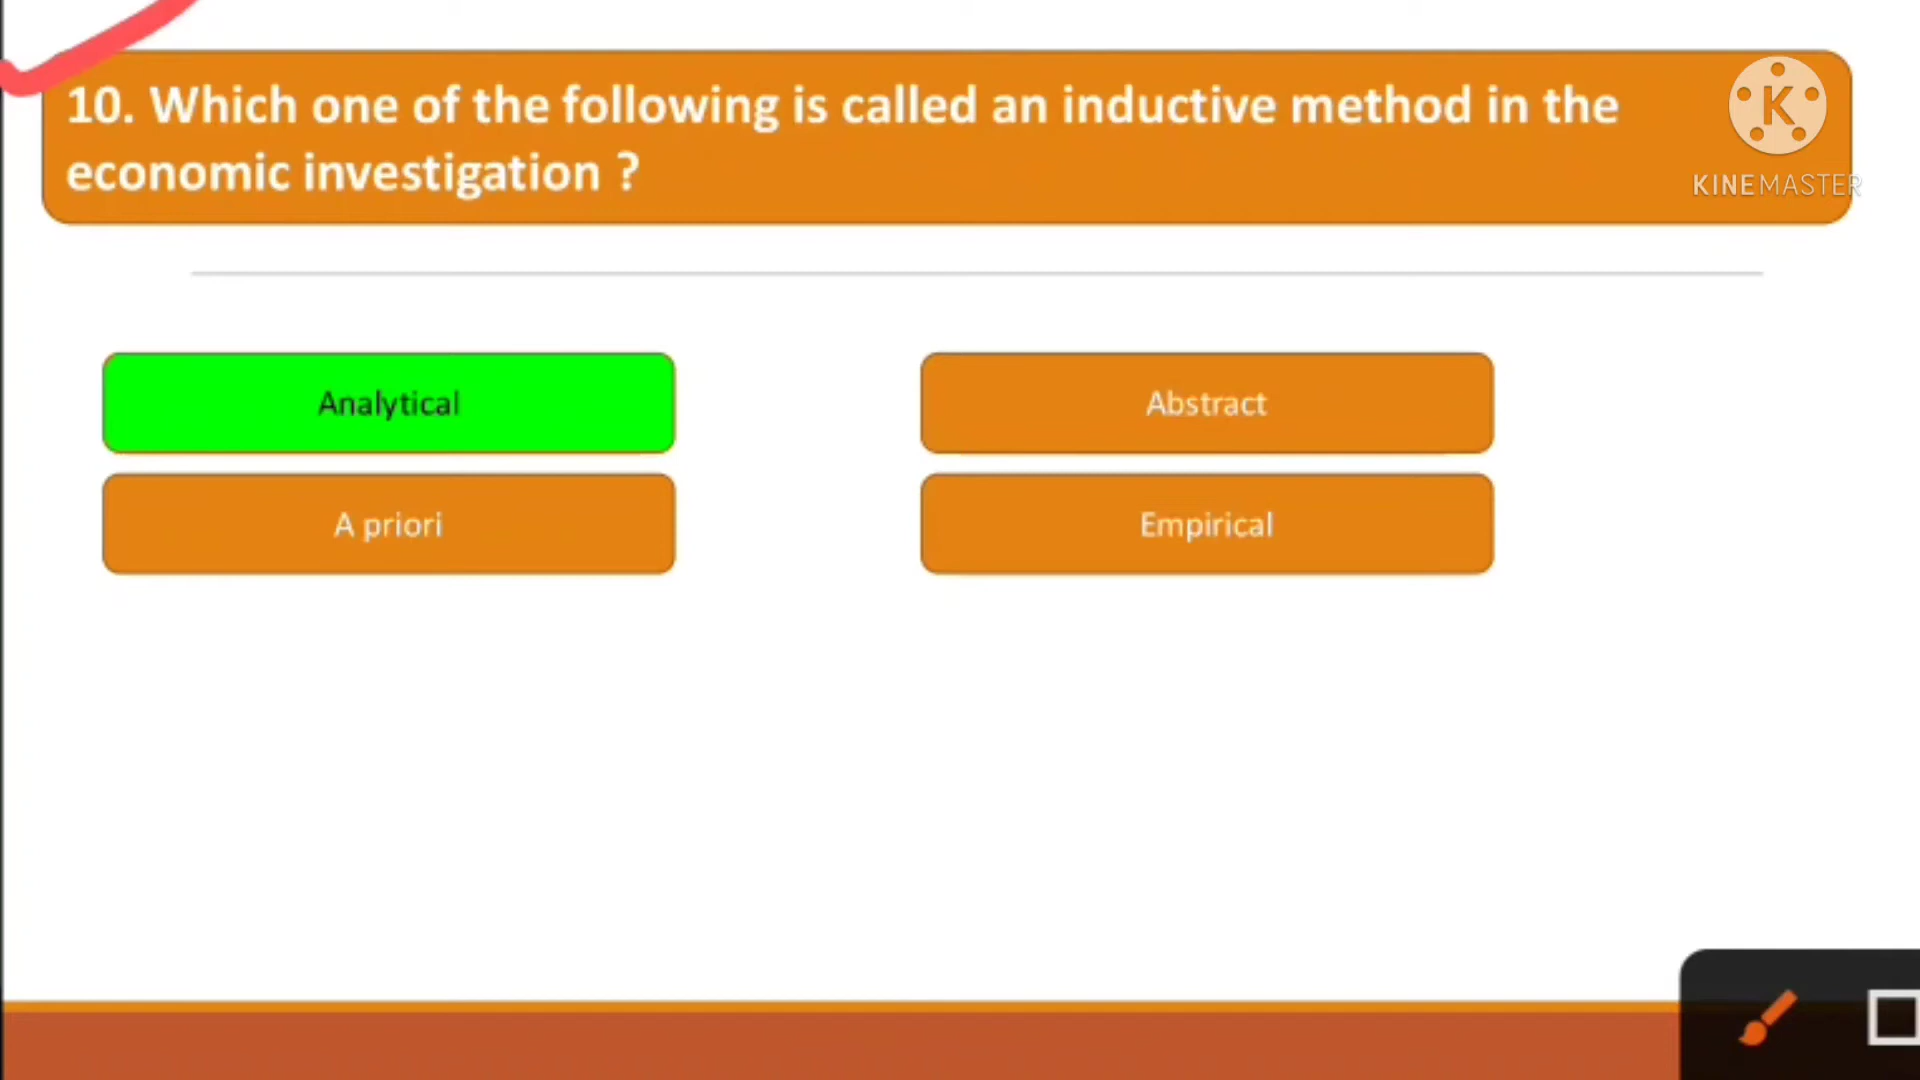 10. Which one of the following is called an inductive method in the
economic investigation ?
KINEMASTER
Analytical
Abstract
A priori
Empirical